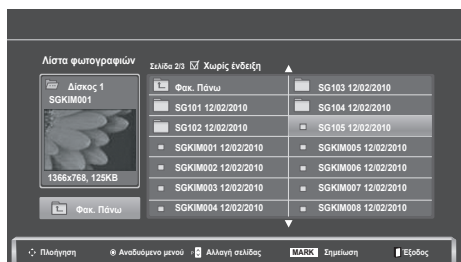 Λίστα φωτογραφιών
Σελίδα 2/3 Χωρίς ένδειξη
Δίσκος 1
SGKIM001
1366x768, 125KB
Φακ. Πάνω
Φακ. Πάνω
SG101 12/02/2010
SG102 12/02/2010
SGKIM001 12/02/2010
SGKIM002 12/02/2010
SGKIM003 12/02/2010
SGKIM004 12/02/2010
SG103 12/02/2010
SG104 12/02/2010
SG105 12/02/2010
SGKIM005 12/02/2010
SGKIM006 12/02/2010
SGKIM007 12/02/2010
SGKIM008 12/02/2010
Πλοήγηση Αναδυόμενο μενού Αλλαγή σελίδας MARK Σημείωση Έξοδος